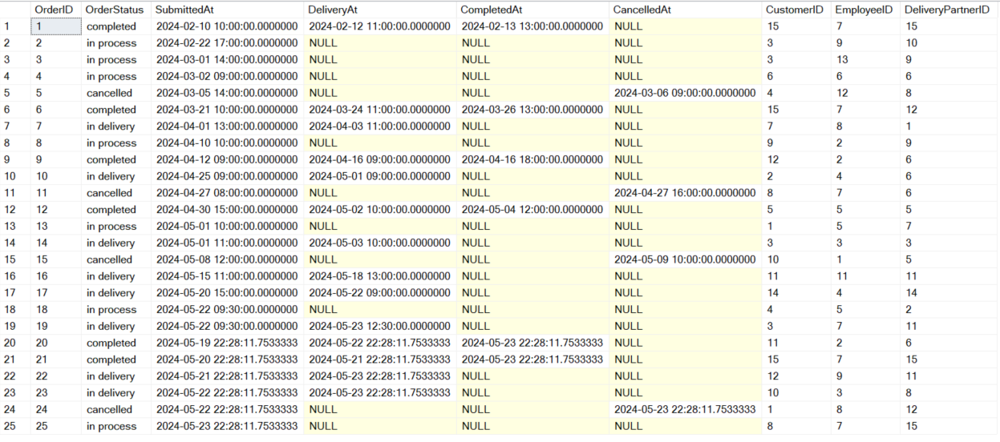 OrderID OrderStatus SubmittedAt DeliveryAt CompletedAt CancelledAt CustomerID EmployeeID DeliveryPartnerID
1 1 completed 2024-02-10 10:00:00.0000000 2024-02-12 11:00:00.0000000 2024-02-13 13:00:00.0000000 NULL 15 7 15
2 2 in process 2024-02-22 17:00:00.0000000 NULL NULL NULL 3 9 10
3 3 in process 2024-03-01 14:00:00.0000000 NULL NULL NULL 3 13 9
4 4 in process 2024-03-02 09:00:00.0000000 NULL NULL NULL 6 6 6
5 5 cancelled 2024-03-05 14:00:00.0000000 NULL NULL 2024-03-06 09:00:00.0000000 4 12 8
6 6 completed 2024-03-21 10:00:00.0000000 2024-03-24 11:00:00.0000000 2024-03-26 13:00:00.0000000 NULL 15 7 12
7 7 in delivery 2024-04-01 13:00:00.0000000 2024-04-03 11:00:00.0000000 NULL NULL 7 8 1
8 8 in process 2024-04-10 10:00:00.0000000 NULL NULL NULL 9 2 9
9 9 completed 2024-04-12 09:00:00.0000000 2024-04-16 09:00:00.0000000 2024-04-16 18:00:00.0000000 NULL 12 2 6
10 10 in delivery 2024-04-25 09:00:00.0000000 2024-05-01 09:00:00.0000000 NULL NULL 2 4 6
11 11 cancelled 2024-04-27 08:00:00.0000000 NULL NULL 2024-04-27 16:00:00.0000000 8 7 6
12 12 completed 2024-04-30 15:00:00.0000000 2024-05-02 10:00:00.0000000 2024-05-04 12:00:00.0000000 NULL 5 5 5
13 13 in process 2024-05-01 10:00:00.0000000 NULL NULL NULL 1 5 7
14 14 in delivery 2024-05-01 11:00:00.0000000 2024-05-03 10:00:00.0000000 NULL NULL 3 3 3
15 15 cancelled 2024-05-08 12:00:00.0000000 NULL NULL 2024-05-09 10:00:00.0000000 10 1 5
16 16 in delivery 2024-05-15 11:00:00.0000000 2024-05-18 13:00:00.0000000 NULL NULL 11 11 11
17 17 in delivery 2024-05-20 15:00:00.0000000 2024-05-22 09:00:00.0000000 NULL NULL 14 4 14
18 18 in process 2024-05-22 09:30:00.0000000 NULL NULL NULL 4 5 2
19 19 in delivery 2024-05-22 09:30:00.0000000 2024-05-23 12:30:00.0000000 NULL NULL 3 7 11
20 20 completed 2024-05-19 22:28:11.7533333 2024-05-22 22:28:11.7533333 2024-05-23 22:28:11.7533333 NULL 11 2 6
21 21 completed 2024-05-20 22:28:11.7533333 2024-05-21 22:28:11.7533333 2024-05-23 22:28:11.7533333 NULL 15 7 15
22 22 in delivery 2024-05-21 22:28:11.7533333 2024-05-23 22:28:11.7533333 NULL NULL 12 9 11
23 23 in delivery 2024-05-22 22:28:11.7533333 2024-05-23 22:28:11.7533333 NULL NULL 10 3 8
24 24 cancelled 2024-05-22 22:28:11.7533333 NULL NULL 2024-05-23 22:28:11.7533333 1 8 12
25 25 in process 2024-05-23 22:28:11.7533333 NULL NULL NULL 8 7 15